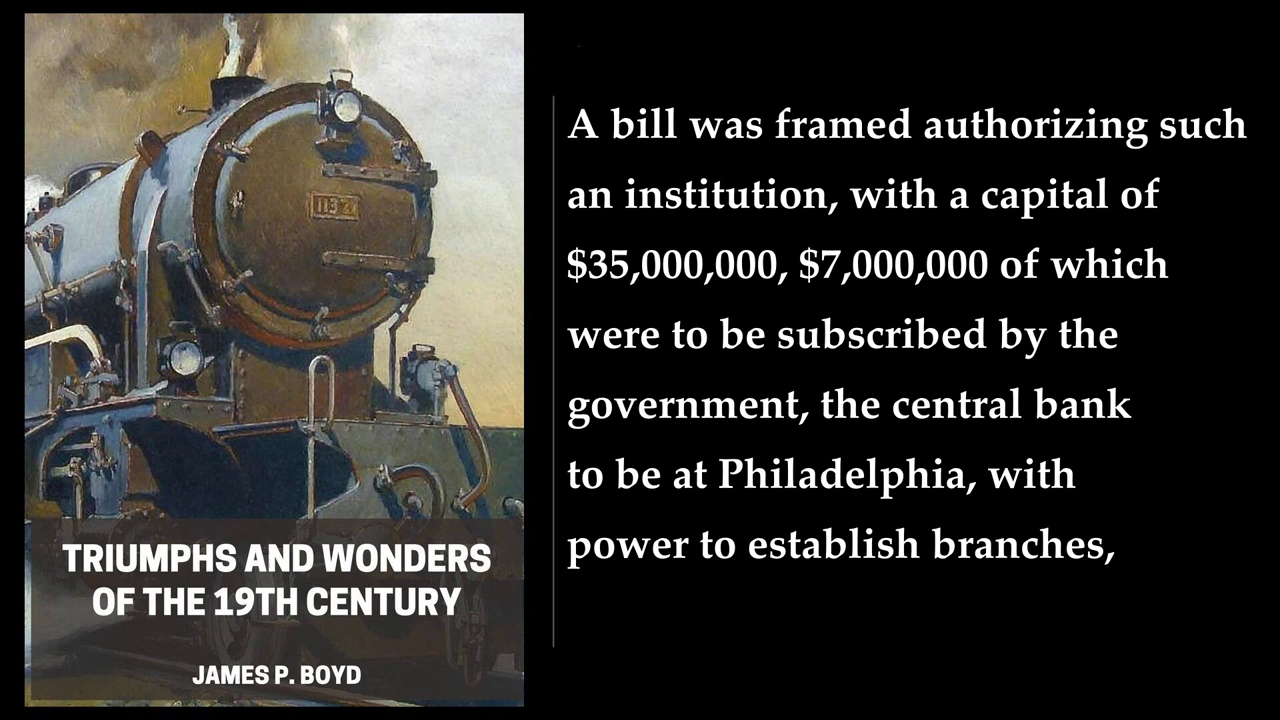 TRIUMPHS AND WONDERS
OF THE 19TH CENTURY
JAMES P. BOYD
A bill was framed authorizing such
an institution, with a capital of
$35,000,000, $7,000,000 of which
were to be subscribed by the
government, the central bank
to be at Philadelphia, with
power to establish branches,